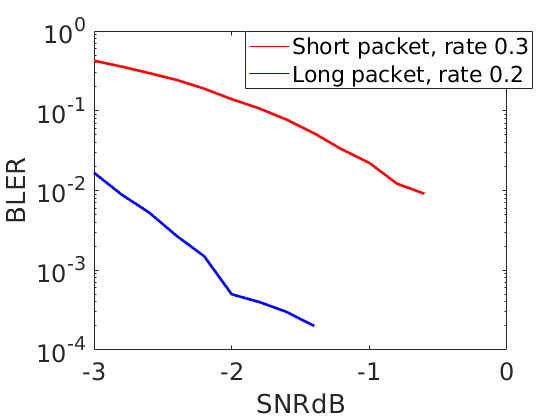 10^0
Short packet, rate 0.3
Long packet, rate 0.2
10^-1
BLER
10^-2
10^-3
10^-4
-3 -2 -1 0
SNRdB